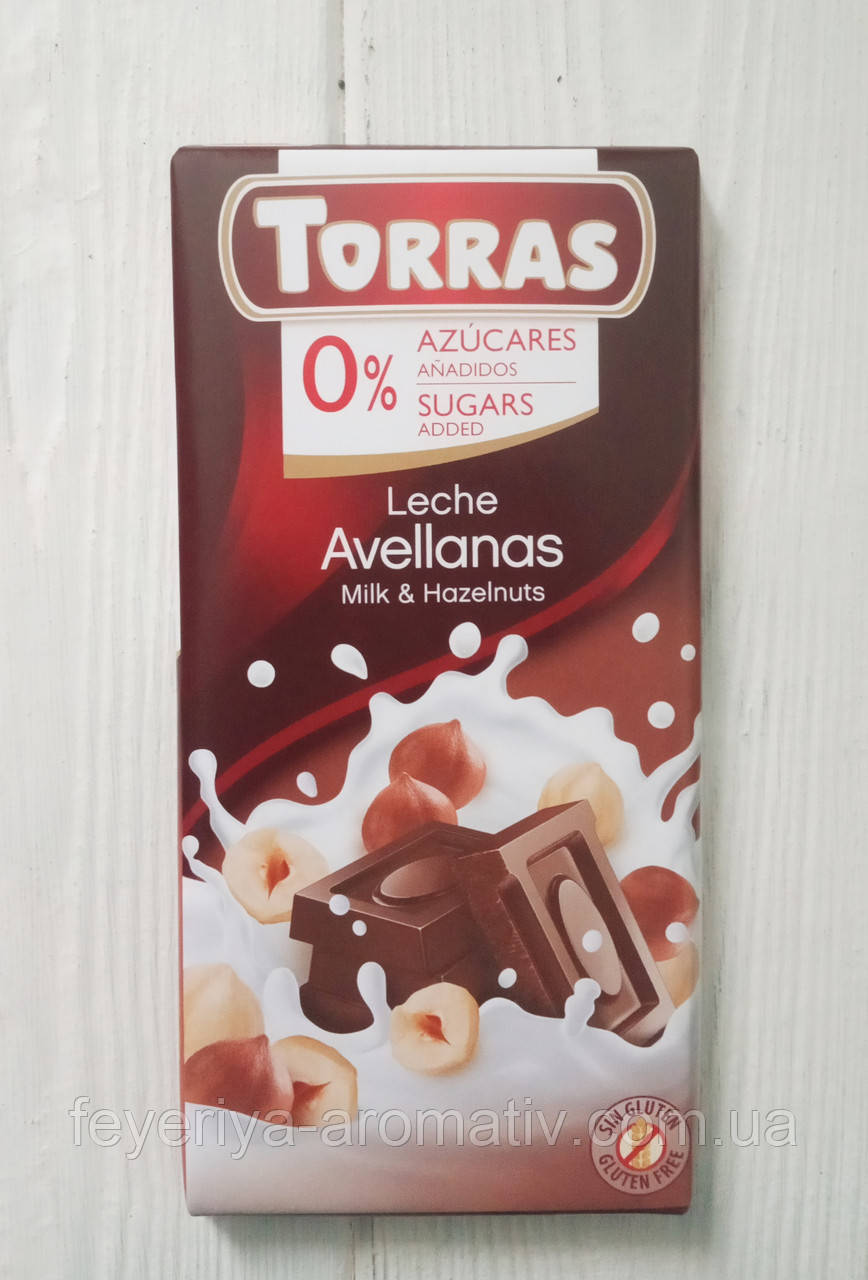 TORRAS
0%
AZÚCARES
AÑADIDOS
SUGARS
ADDED
Leche
Avellanas
Milk & Hazelnuts
SIN GLUTEN
GLUTEN FREE
feyeriya-aromativ.com.ua